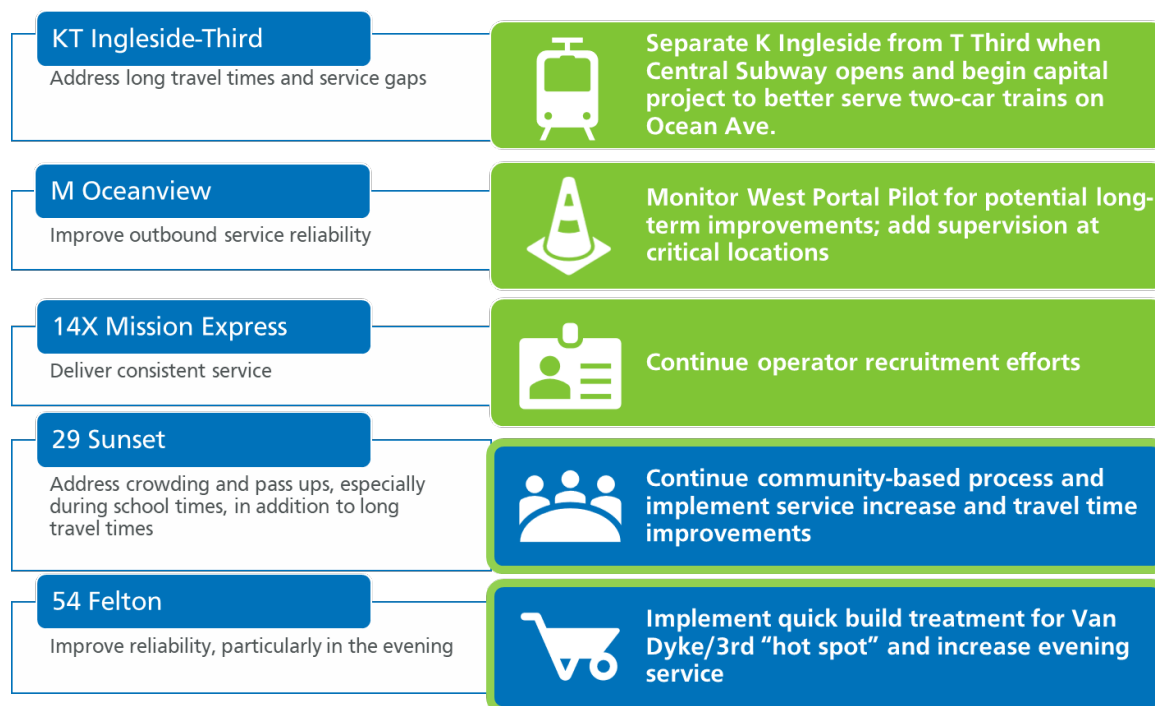 KT Ingleside-Third
Address long travel times and service gaps
Separate K Ingleside from T Third when
Central Subway opens and begin capital
project to better serve two-car trains on
Ocean Ave.
M Oceanview
Improve outbound service reliability
Monitor West Portal Pilot for potential long-
term improvements; add supervision at
critical locations
14X Mission Express
Deliver consistent service
Continue operator recruitment efforts
29 Sunset
Address crowding and pass ups, especially
during school times, in addition to long
travel times
Continue community-based process and
implement service increase and travel time
improvements
54 Felton
Improve reliability, particularly in the evening
Implement quick build treatment for Van
Dyke/3rd “hot spot” and increase evening
service